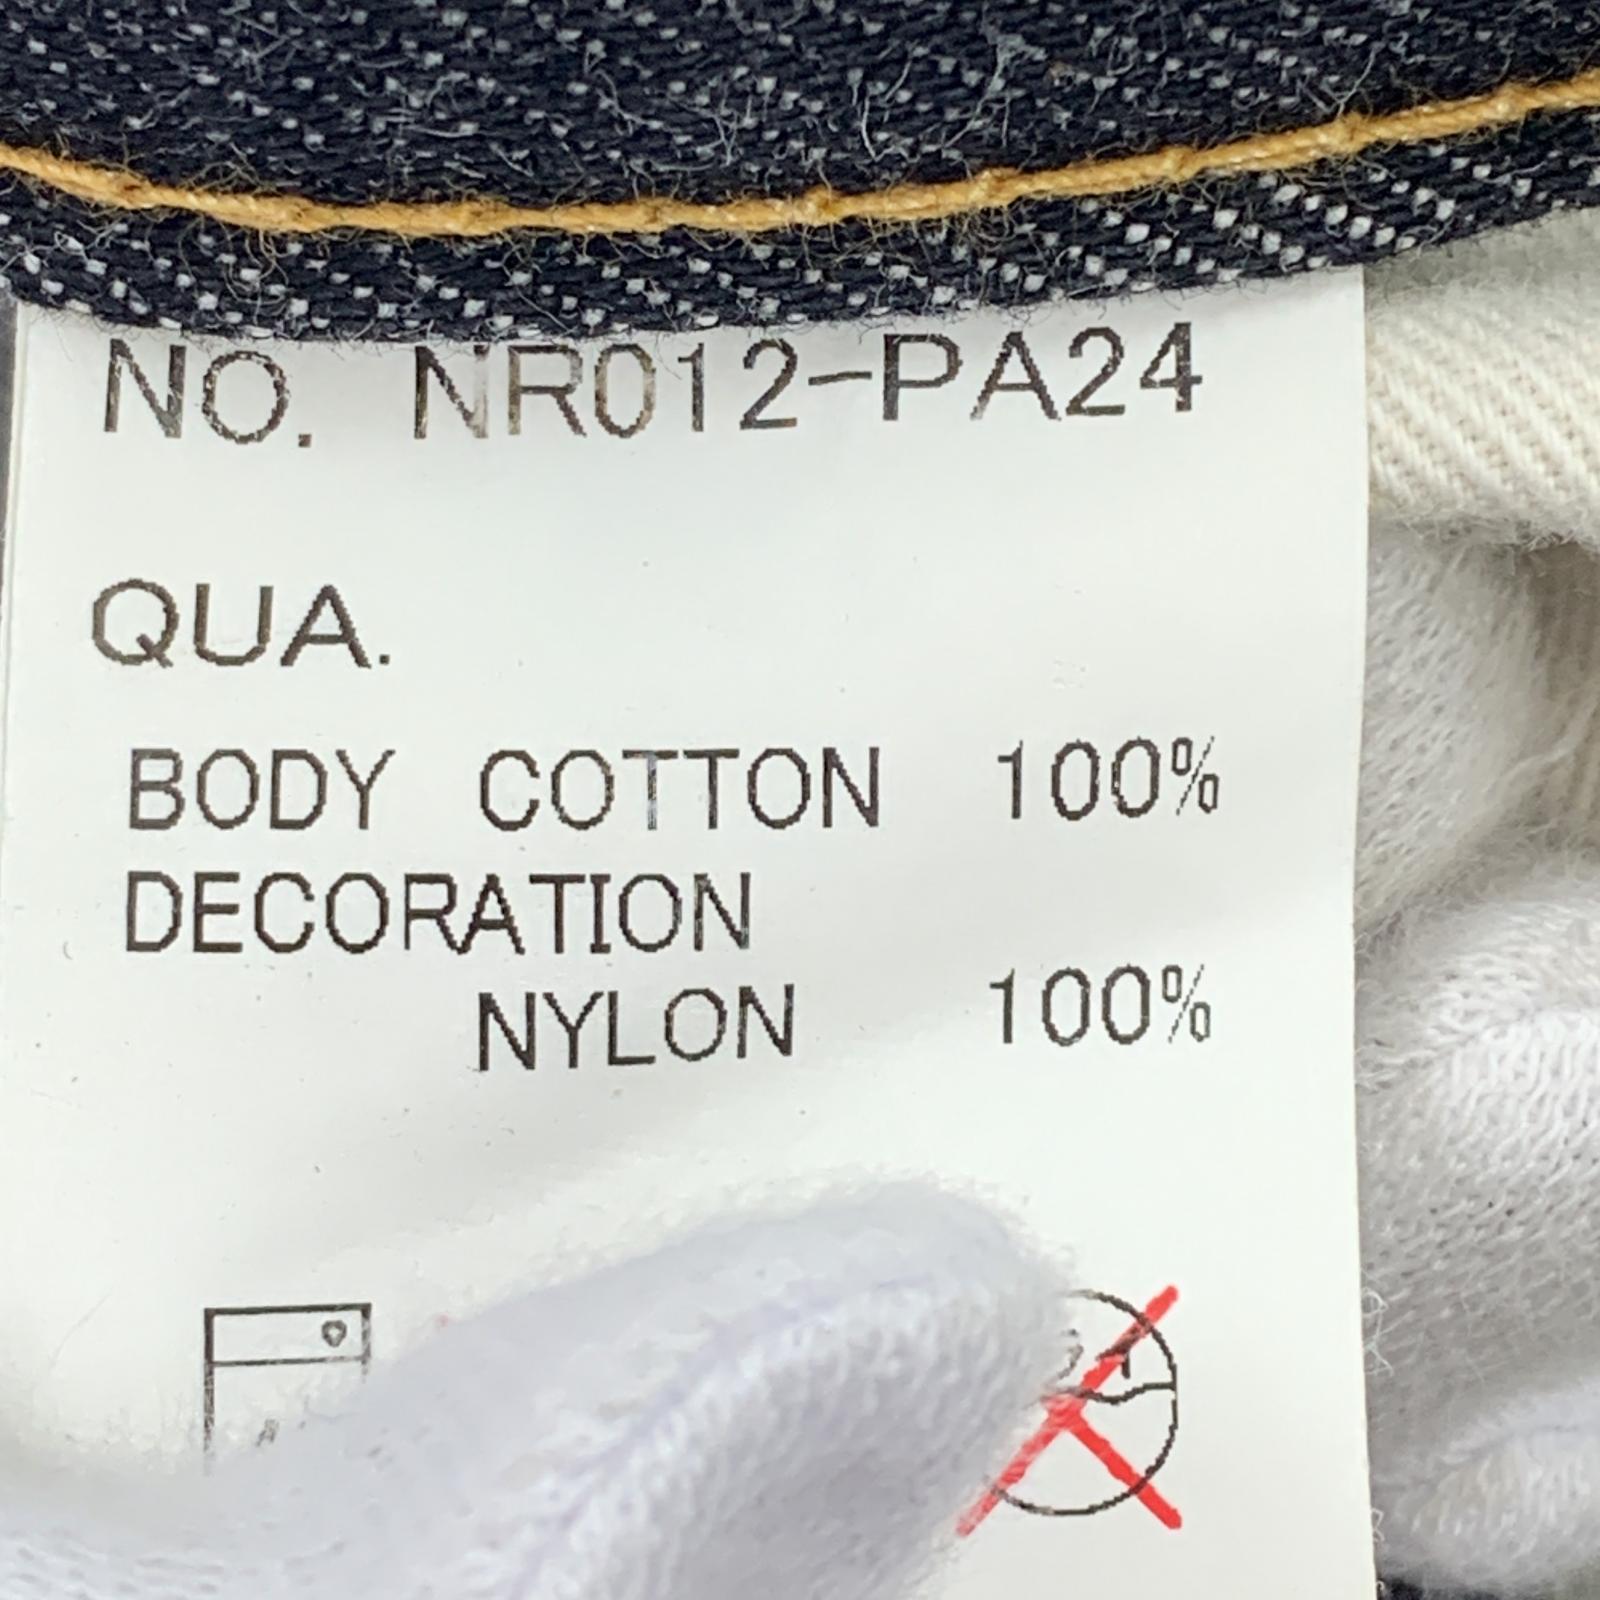 NO. NR012-PA24
QUA.
BODY COTTON 100%
DECORATION
NYLON 100%